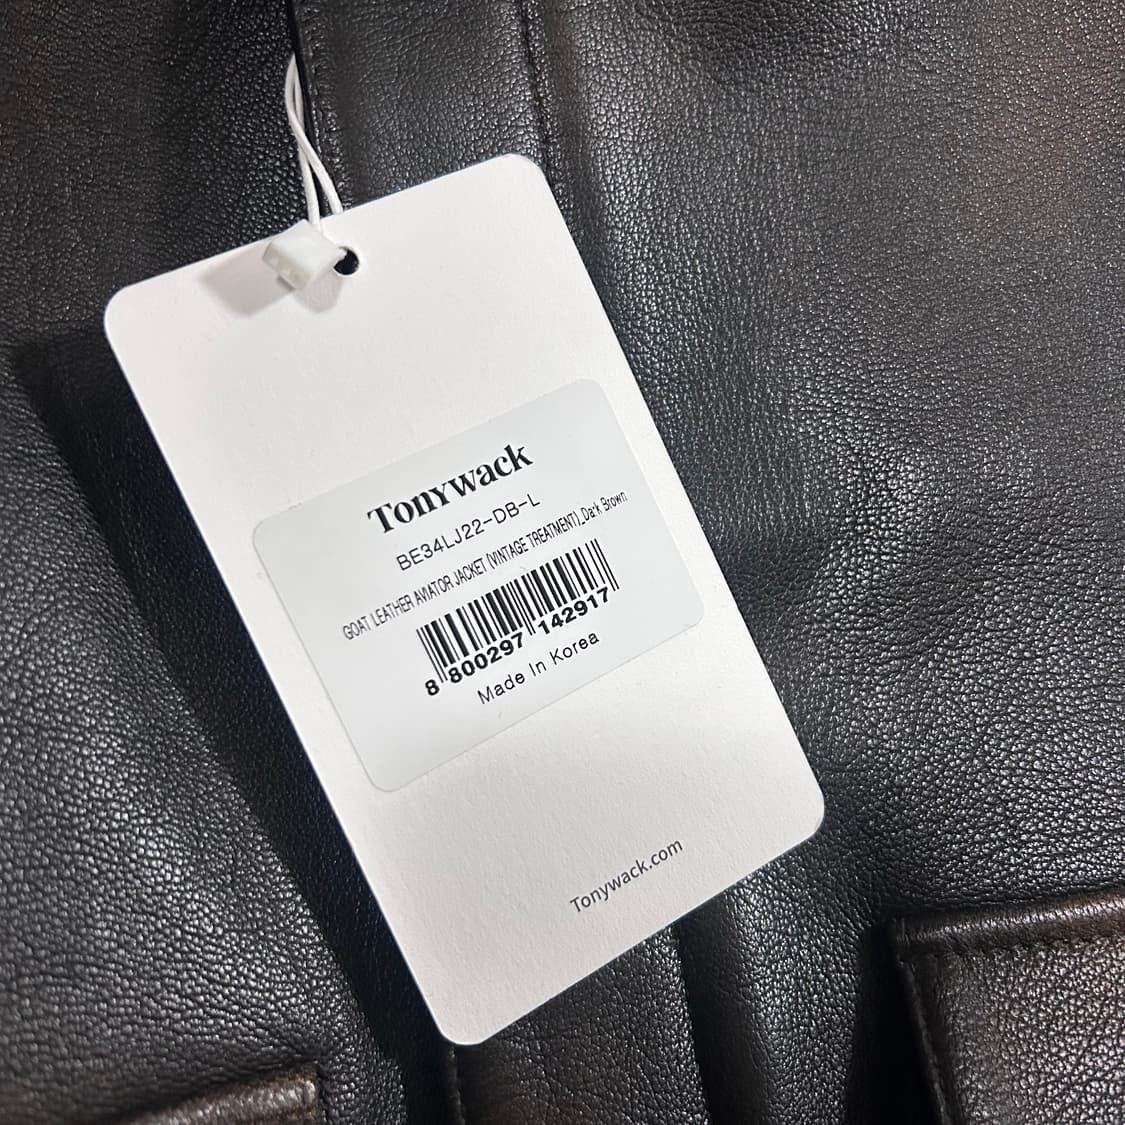 Tonywack
BE34LJ22-DB-L
GOAT LEATHER AVIATOR JACKET (VINTAGE TREATMENT)_Dark Brown
8 800297 142917
Made In Korea
Tonywack.com